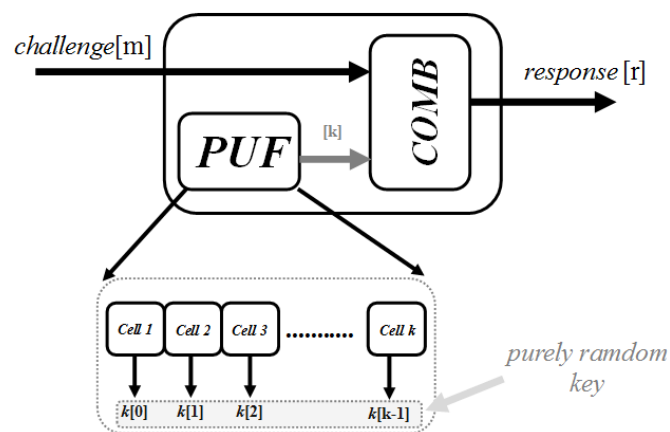 challenge[m]
response [r]
PUF
[k]
COMB
Cell 1 Cell 2 Cell 3 ........... Cell k
k[0] k[1] k[2] k[k-1]
purely ramdom
key